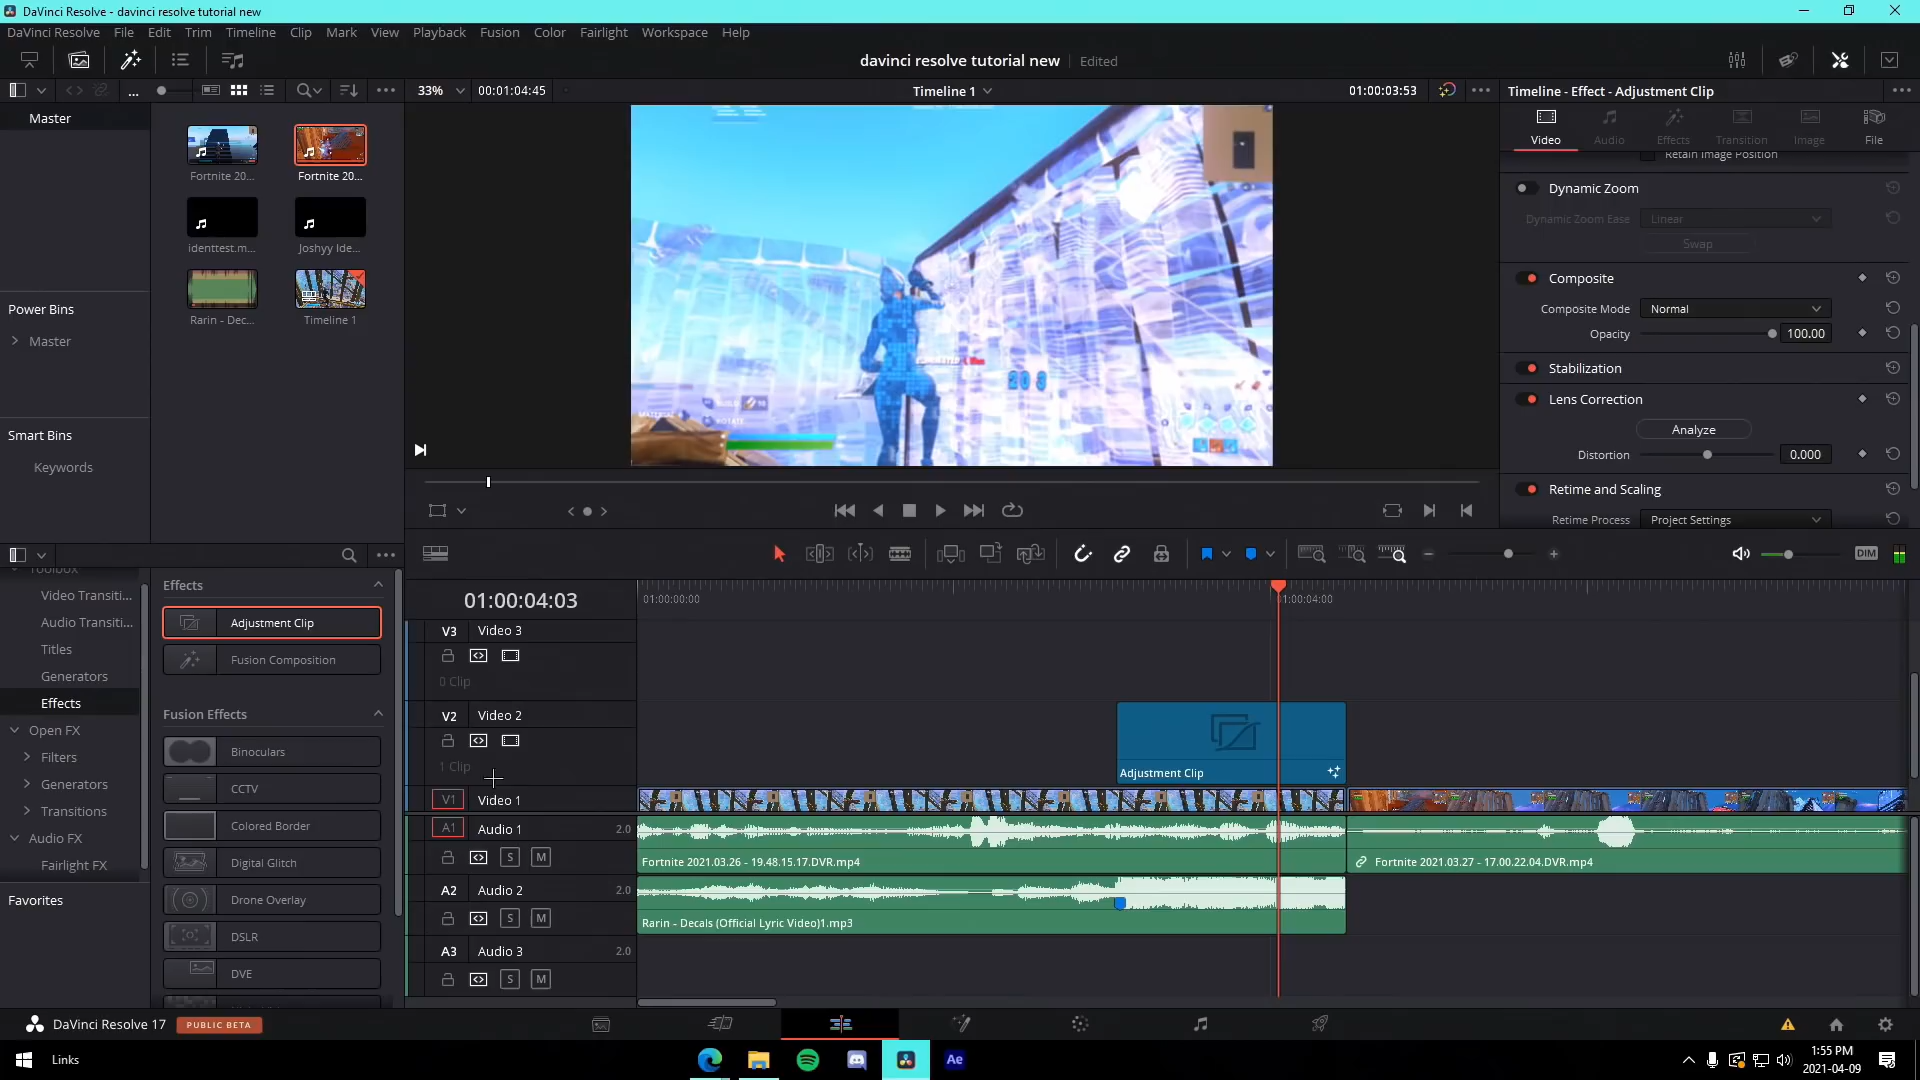 DaVinci Resolve - davinci resolve tutorial new
DaVinci Resolve File Edit Trim Timeline Clip Mark View Playback Fusion Color Fairlight Workspace Help
davinci resolve tutorial new Edited
... 33% 00:01:04:45 Timeline 1 01:00:03:53 Timeline - Effect - Adjustment Clip
Master
Fortnite 20... Fortnite 20...
identtest.m... Joshyy Ide...
Rarin - Dec... Timeline 1
Power Bins
Master
Smart Bins
Keywords
Video Audio Effects Transition Image File
Retain Image Position
Dynamic Zoom
Dynamic Zoom Ease Linear
Swap
Composite
Composite Mode Normal
Opacity 100.00
Stabilization
Lens Correction
Analyze
Distortion 0.000
Retime and Scaling
Retime Process Project Settings
203
BUILD
ROTATE
Toolbox
Video Transiti...
Audio Transiti...
Titles
Generators
Effects
Open FX
Filters
Generators
Transitions
Audio FX
Fairlight FX
Favorites
Effects
Adjustment Clip
Fusion Composition
Fusion Effects
Binoculars
CCTV
Colored Border
Digital Glitch
Drone Overlay
DSLR
DVE
DIM
01:00:04:03 01:00:00:00 01:00:04:00
V3 Video 3
0 Clip
V2 Video 2
1 Clip
Adjustment Clip
V1 Video 1
A1 Audio 1 2.0
S M
Fortnite 2021.03.26 - 19.48.15.17.DVR.mp4 Fortnite 2021.03.27 - 17.00.22.04.DVR.mp4
A2 Audio 2 2.0
S M
Rarin - Decals (Official Lyric Video)1.mp3
A3 Audio 3 2.0
S M
DaVinci Resolve 17 PUBLIC BETA
Links
Ae
1:55 PM
2021-04-09